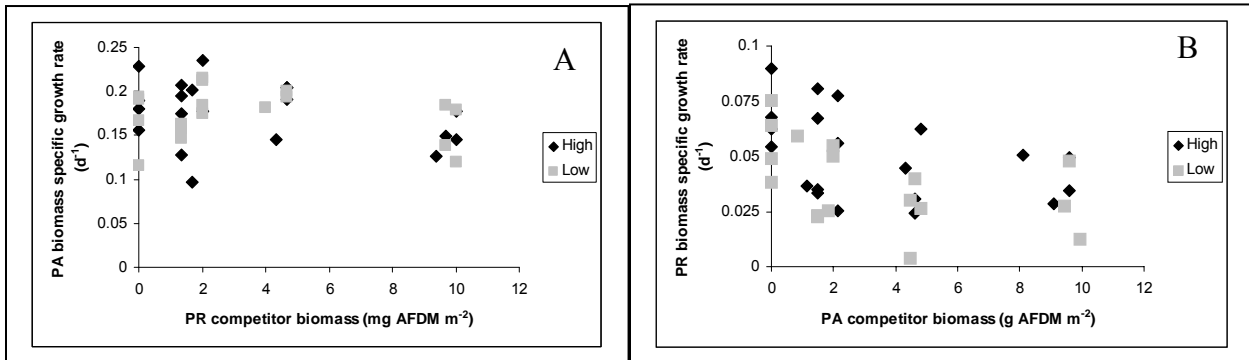 A
PA biomass specific growth rate
(d⁻¹)
0.25
0.2
0.15
0.1
0.05
0
0 2 4 6 8 10 12
PR competitor biomass (mg AFDM m⁻²)
High
Low
B
PR biomass specific growth rate
(d⁻¹)
0.1
0.075
0.05
0.025
0
0 2 4 6 8 10 12
PA competitor biomass (g AFDM m⁻²)
High
Low